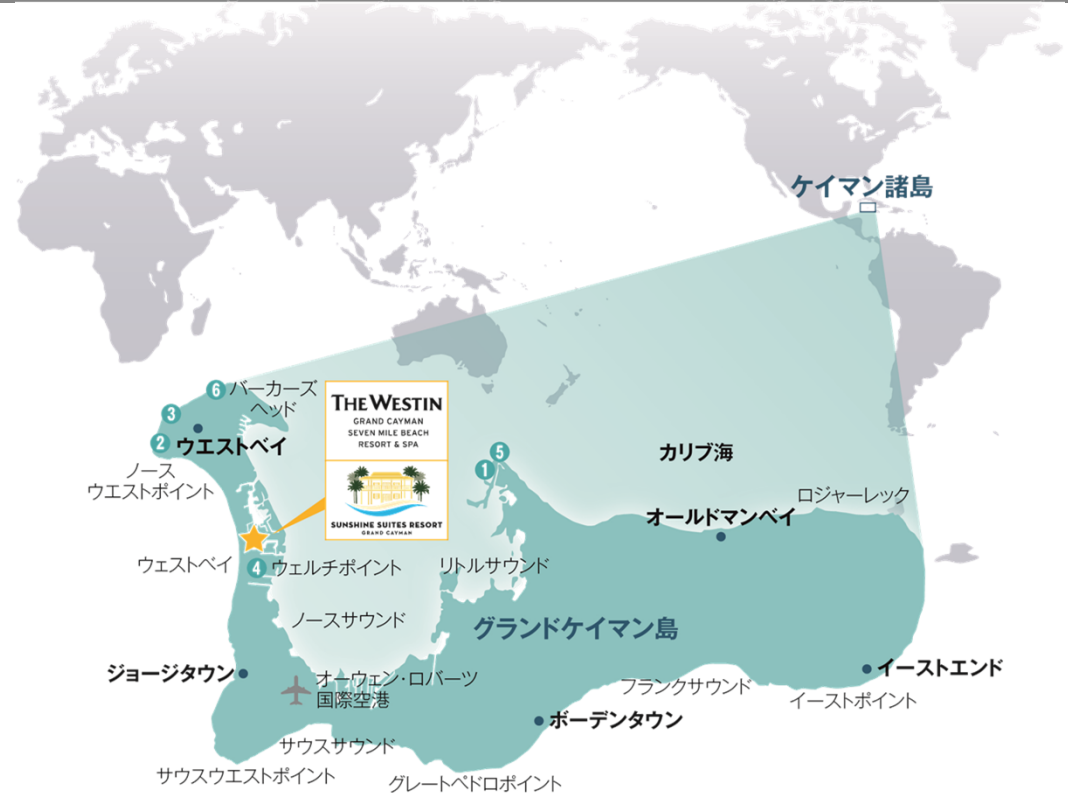 ケイマン諸島
6 バーカーズ
ヘッド
3
2 ウエストベイ
ノース
ウエストポイント
THE WESTIN
GRAND CAYMAN
SEVEN MILE BEACH
RESORT & SPA
SUNSHINE SUITES RESORT
GRAND CAYMAN
5
1
カリブ海
ロジャーレック
オールドマンベイ
ウェストベイ
4 ウェルチポイント
リトルサウンド
ノースサウンド
グランドケイマン島
ジョージタウン
オーウェン・ロバーツ
国際空港
フランクサウンド
イーストエンド
イーストポイント
ボーデンタウン
サウスサウンド
サウスウエストポイント
グレートペドロポイント